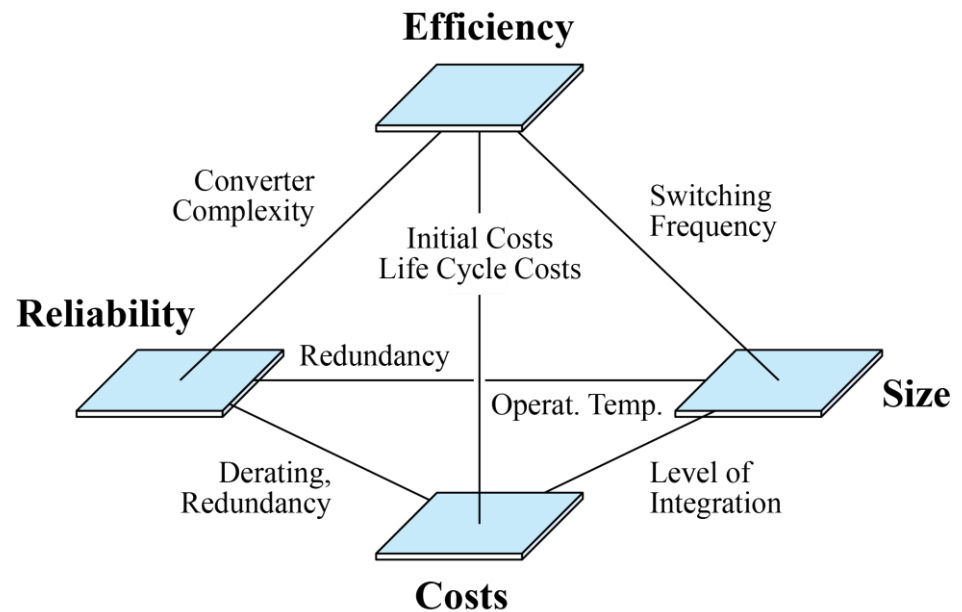 Efficiency
Converter
Complexity
Switching
Frequency
Initial Costs
Life Cycle Costs
Reliability
Redundancy
Operat. Temp.
Size
Derating,
Redundancy
Level of
Integration
Costs